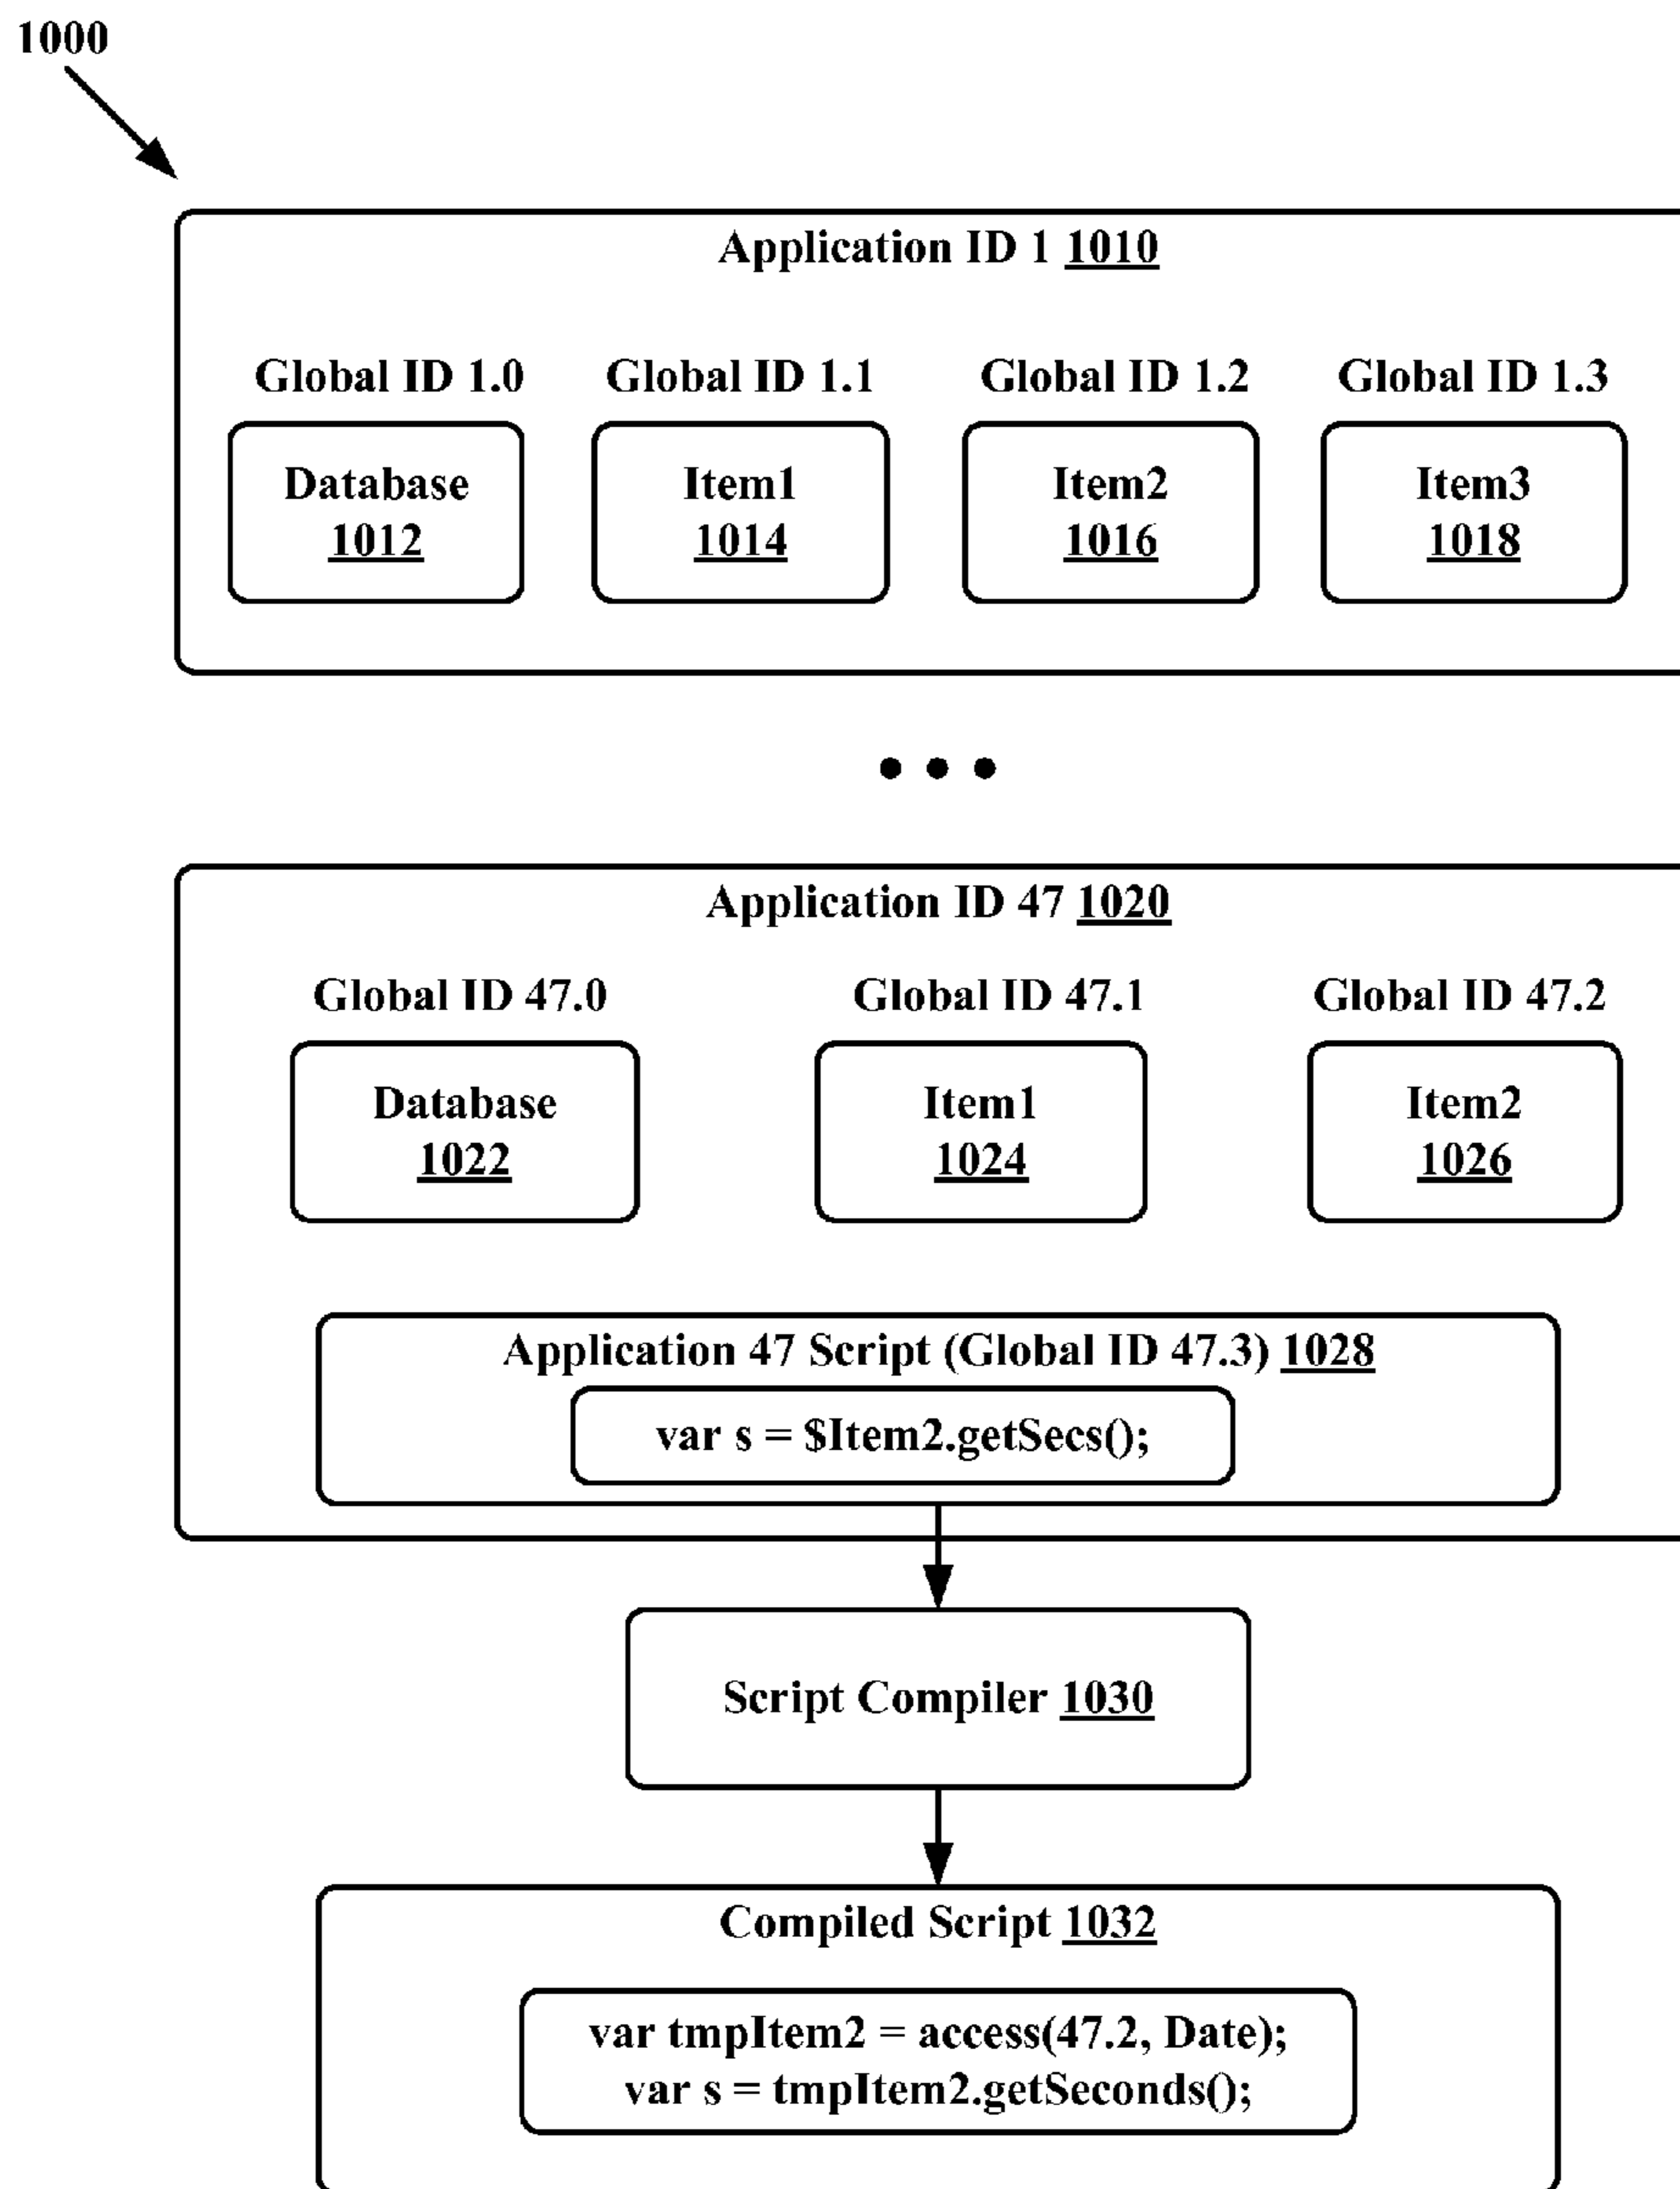 1000
Application ID 1 1010
Global ID 1.0 Global ID 1.1 Global ID 1.2 Global ID 1.3
Database Item1 Item2 Item3
1012 1014 1016 1018
Application ID 47 1020
Global ID 47.0 Global ID 47.1 Global ID 47.2
Database Item1 Item2
1022 1024 1026
Application 47 Script (Global ID 47.3) 1028
var s = $Item2.getSecs();
Script Compiler 1030
Compiled Script 1032
var tmpItem2 = access(47.2, Date);
var s = tmpItem2.getSeconds();